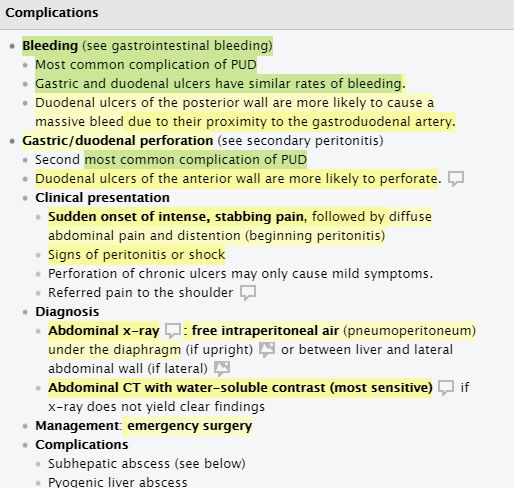 Complications
• Bleeding (see gastrointestinal bleeding)
• Most common complication of PUD
• Gastric and duodenal ulcers have similar rates of bleeding.
• Duodenal ulcers of the posterior wall are more likely to cause a
massive bleed due to their proximity to the gastroduodenal artery.
• Gastric/duodenal perforation (see secondary peritonitis)
• Second most common complication of PUD
• Duodenal ulcers of the anterior wall are more likely to perforate.
• Clinical presentation
• Sudden onset of intense, stabbing pain, followed by diffuse
abdominal pain and distention (beginning peritonitis)
• Signs of peritonitis or shock
• Perforation of chronic ulcers may only cause mild symptoms.
• Referred pain to the shoulder
• Diagnosis
• Abdominal x-ray : free intraperitoneal air (pneumoperitoneum)
under the diaphragm (if upright) or between liver and lateral
abdominal wall (if lateral)
• Abdominal CT with water-soluble contrast (most sensitive) if
x-ray does not yield clear findings
• Management: emergency surgery
• Complications
• Subhepatic abscess (see below)
• Pyogenic liver abscess